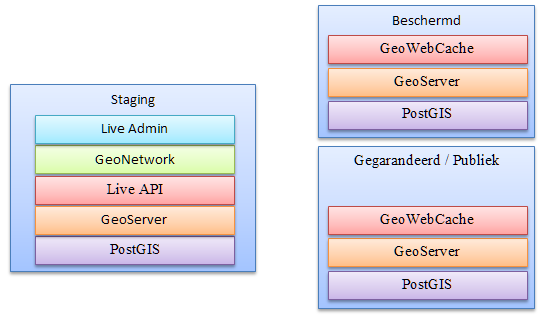 Staging
Live Admin
GeoNetwork
Live API
GeoServer
PostGIS
Beschermd
GeoWebCache
GeoServer
PostGIS
Gegarandeerd / Publiek
GeoWebCache
GeoServer
PostGIS